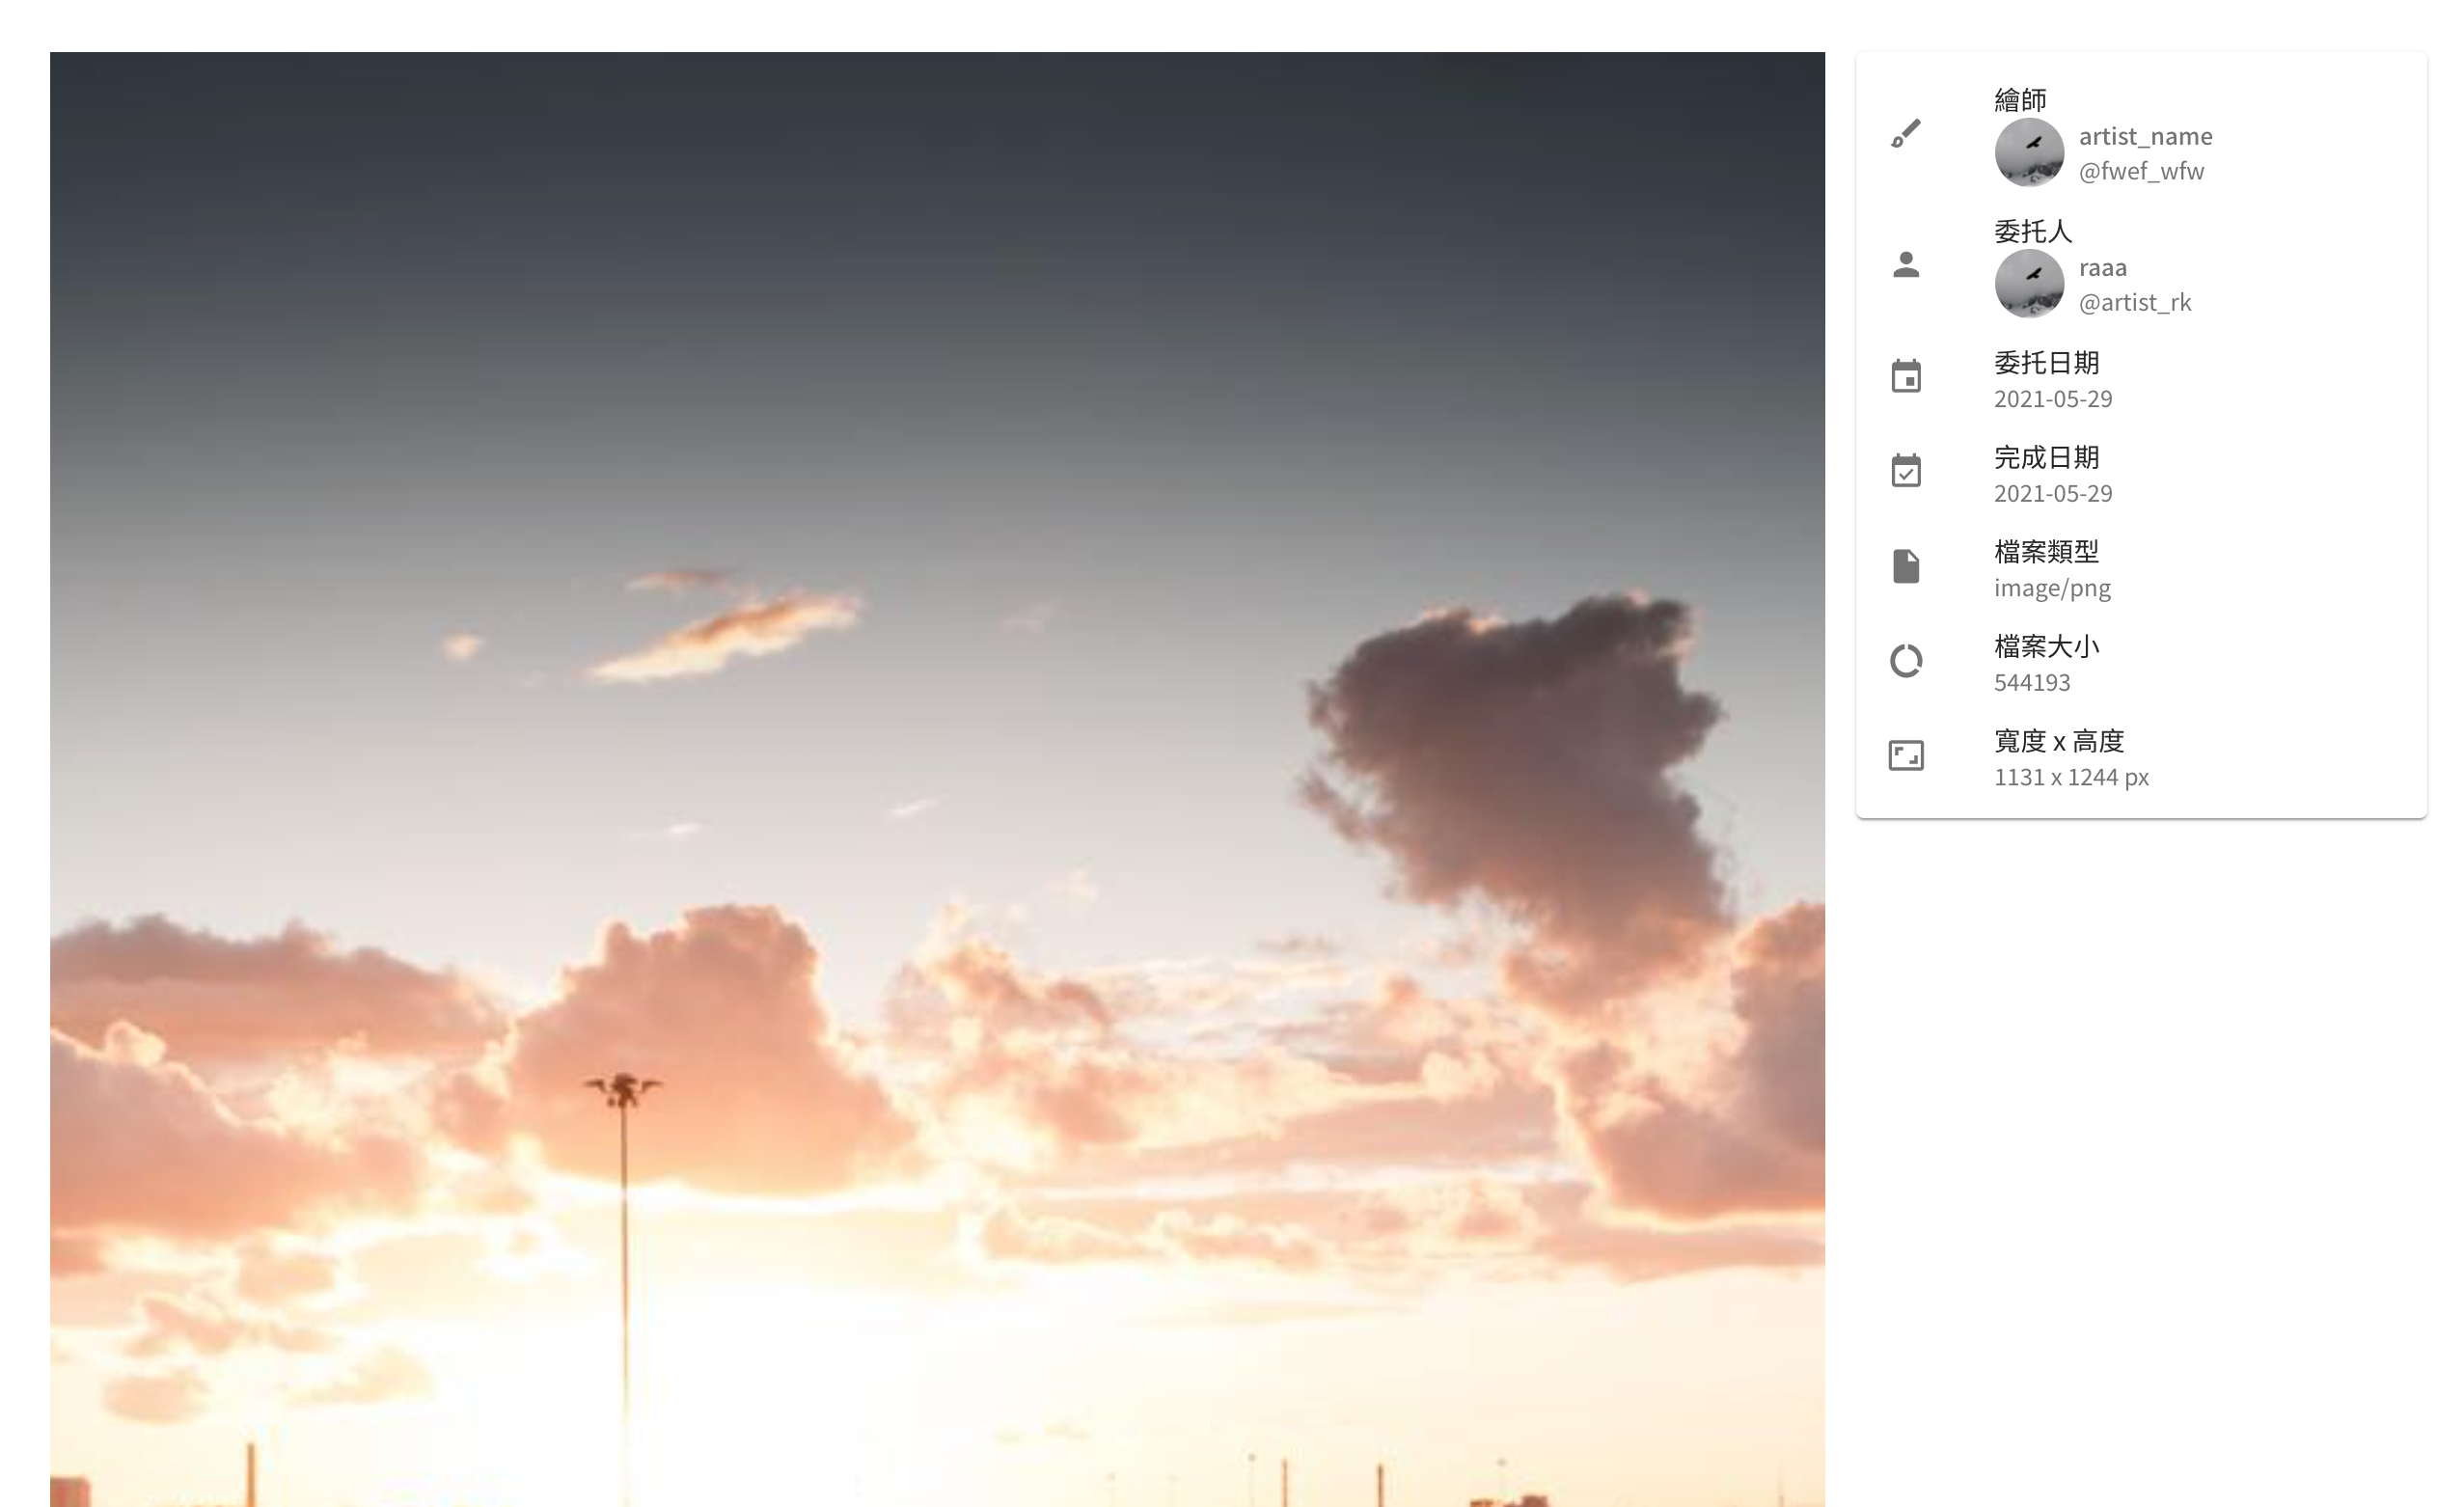 繪師
artist_name
@fwef_wfw
委托人
raaa
@artist_rk
委托日期
2021-05-29
完成日期
2021-05-29
檔案類型
image/png
檔案大小
544193
寬度 x 高度
1131 x 1244 px